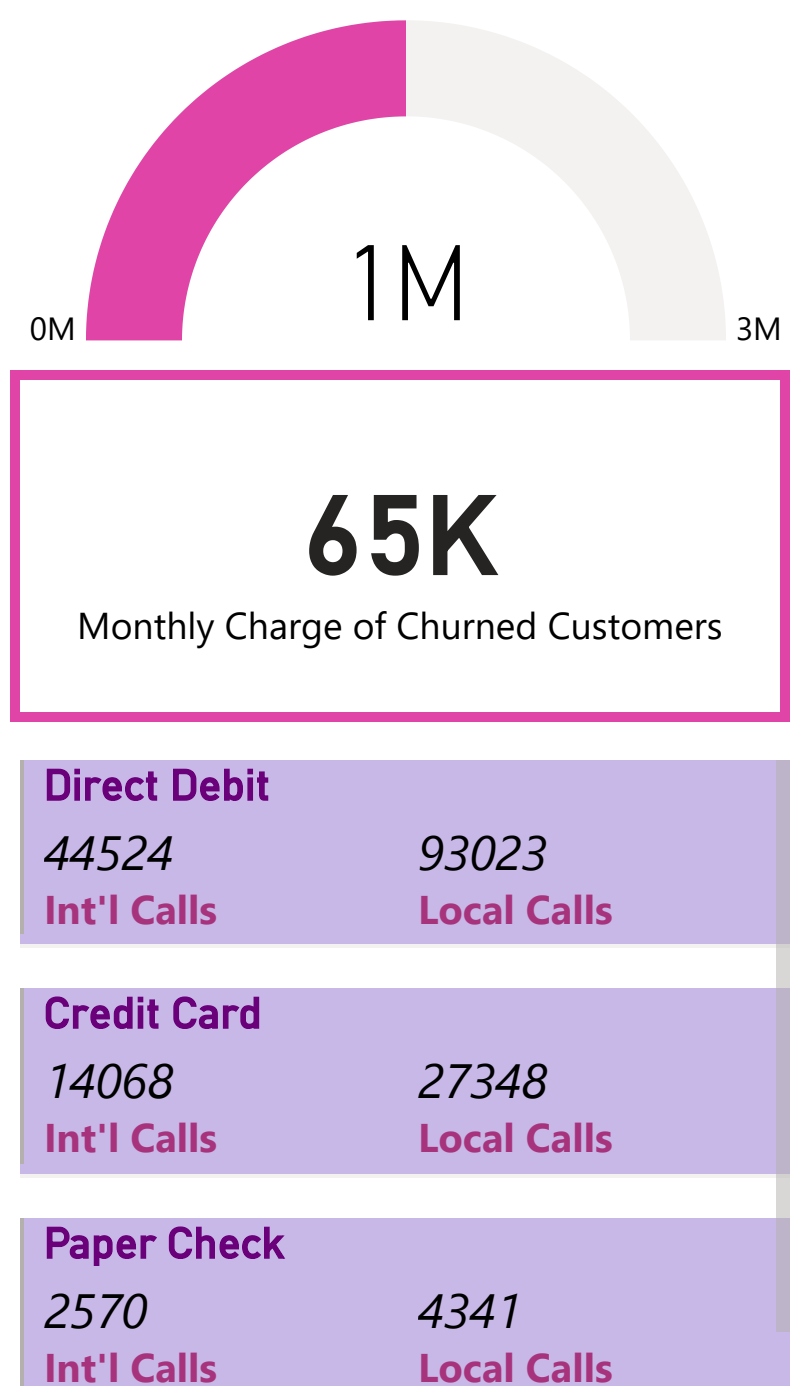 1M
0M 3M
65K
Monthly Charge of Churned Customers
Direct Debit
44524 93023
Int'l Calls Local Calls
Credit Card
14068 27348
Int'l Calls Local Calls
Paper Check
2570 4341
Int'l Calls Local Calls